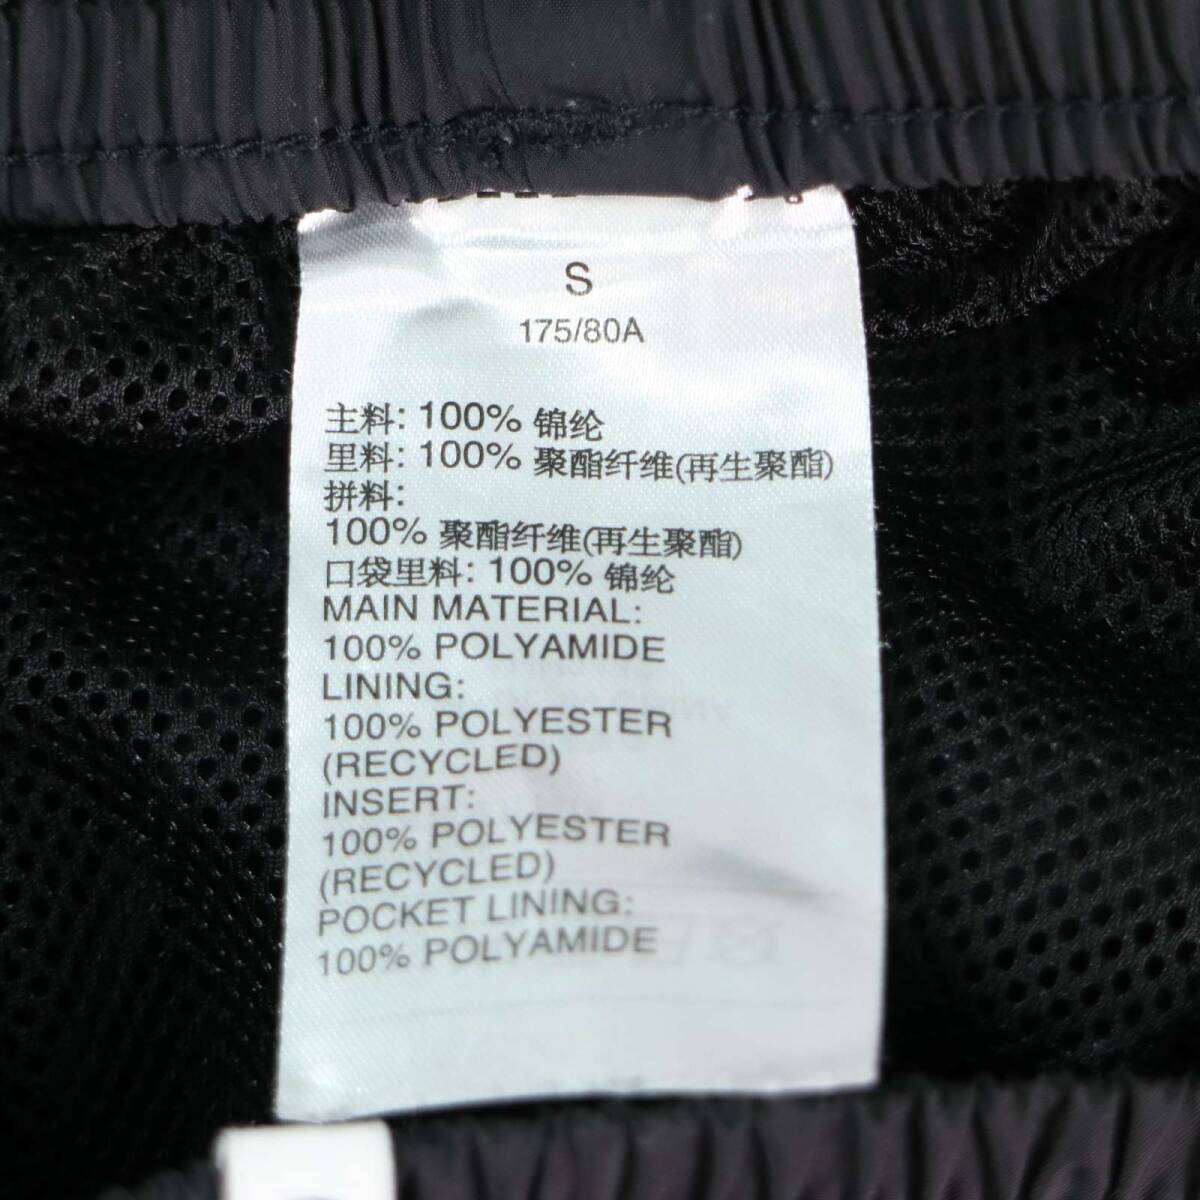 S
175/80A
主料: 100% 锦纶
里料: 100% 聚酯纤维(再生聚酯)
拼料:
100% 聚酯纤维(再生聚酯)
口袋里料: 100% 锦纶
MAIN MATERIAL:
100% POLYAMIDE
LINING:
100% POLYESTER
(RECYCLED)
INSERT:
100% POLYESTER
(RECYCLED)
POCKET LINING:
100% POLYAMIDE